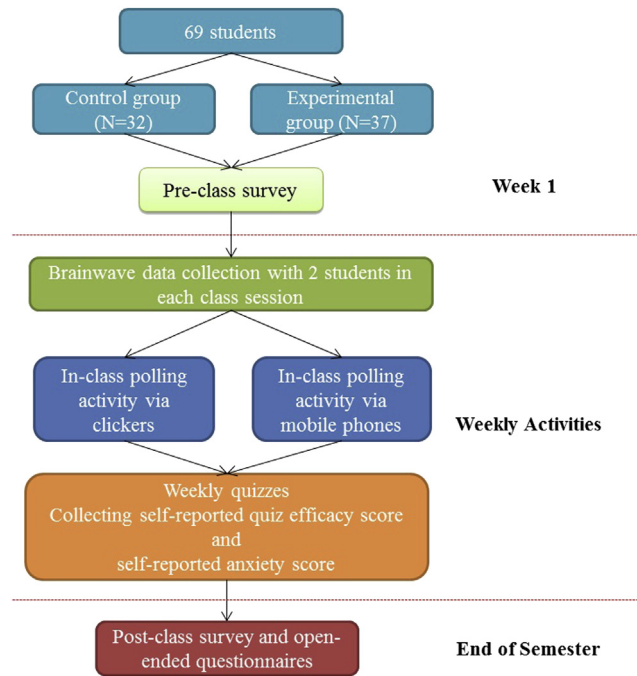 69 students
Control group
(N=32)
Experimental
group (N=37)
Pre-class survey
Week 1
Brainwave data collection with 2 students in
each class session
In-class polling
activity via
clickers
In-class polling
activity via
mobile phones
Weekly Activities
Weekly quizzes
Collecting self-reported quiz efficacy score
and
self-reported anxiety score
Post-class survey and open-
ended questionnaires
End of Semester